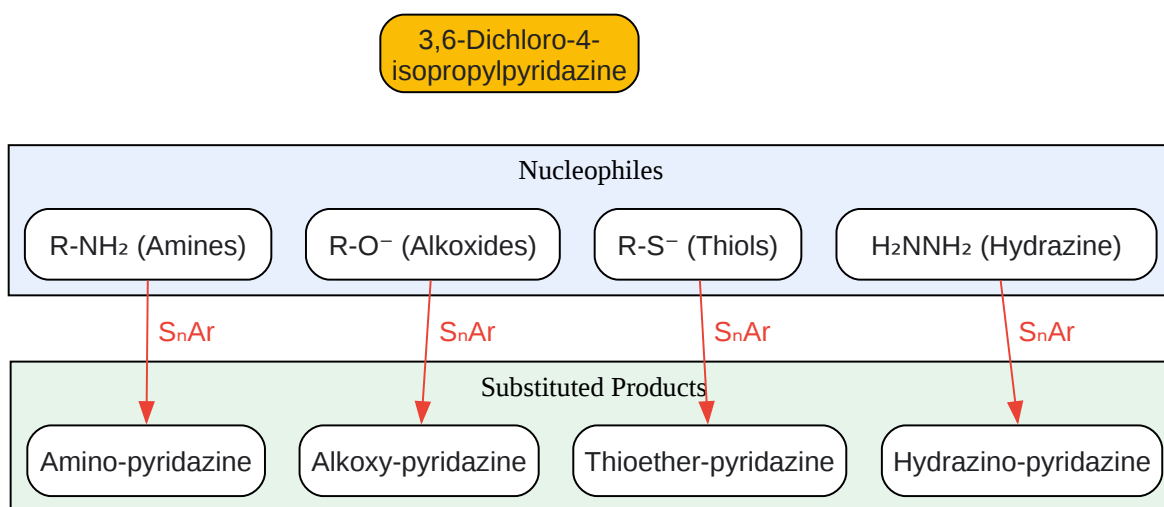 3,6-Dichloro-4-
isopropylpyridazine
Nucleophiles
R-NH₂ (Amines)
R-O⁻ (Alkoxides)
R-S⁻ (Thiols)
H₂NNH₂ (Hydrazine)
SₙAr
SₙAr
SₙAr
SₙAr
Substituted Products
Amino-pyridazine
Alkoxy-pyridazine
Thioether-pyridazine
Hydrazino-pyridazine